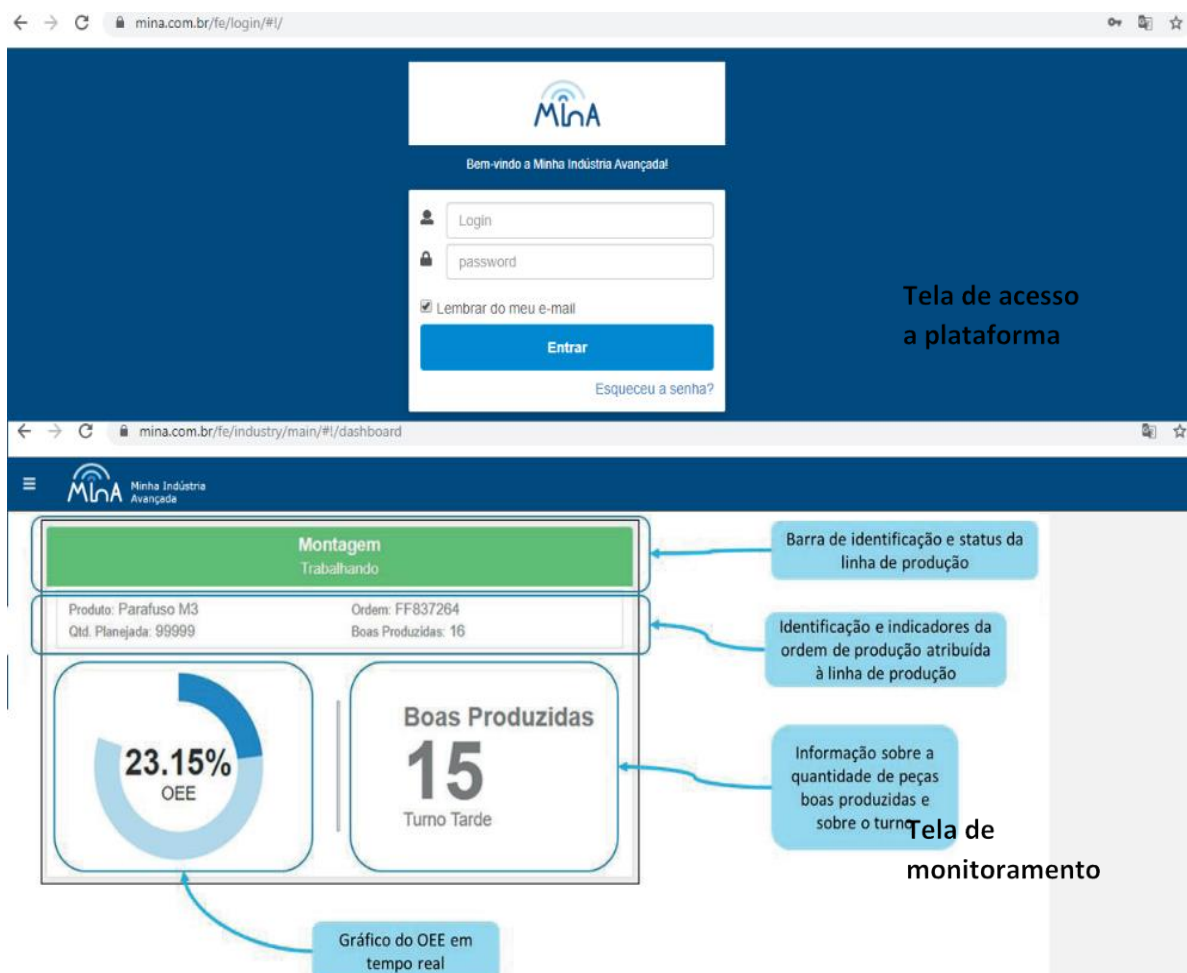 mina.com.br/fe/login/#!/
MInA
Bem-vindo a Minha Indústria Avançada!
Login
password
Lembrar do meu e-mail
Entrar
Esqueceu a senha?
Tela de acesso
a plataforma
mina.com.br/fe/industry/main/#!/dashboard
MInA Minha Indústria
Avançada
Montagem
Trabalhando
Barra de identificação e status da
linha de produção
Produto: Parafuso M3 Ordem: FF837264
Qtd. Planejada: 99999 Boas Produzidas: 16
Identificação e indicadores da
ordem de produção atribuída
à linha de produção
23.15%
OEE
Boas Produzidas
15
Turno Tarde
Informação sobre a
quantidade de peças
boas produzidas e
sobre o turno
Tela de
monitoramento
Gráfico do OEE em
tempo real